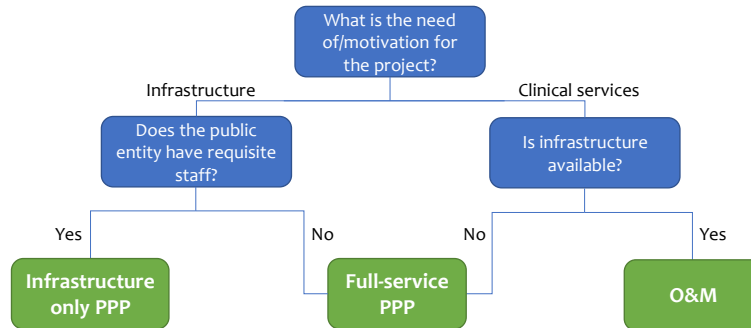 What is the need
of/motivation for
the project?
Infrastructure
Clinical services
Does the public
entity have requisite
staff?
Is infrastructure
available?
Yes
No
No
Yes
Infrastructure
only PPP
Full-service
PPP
O&M